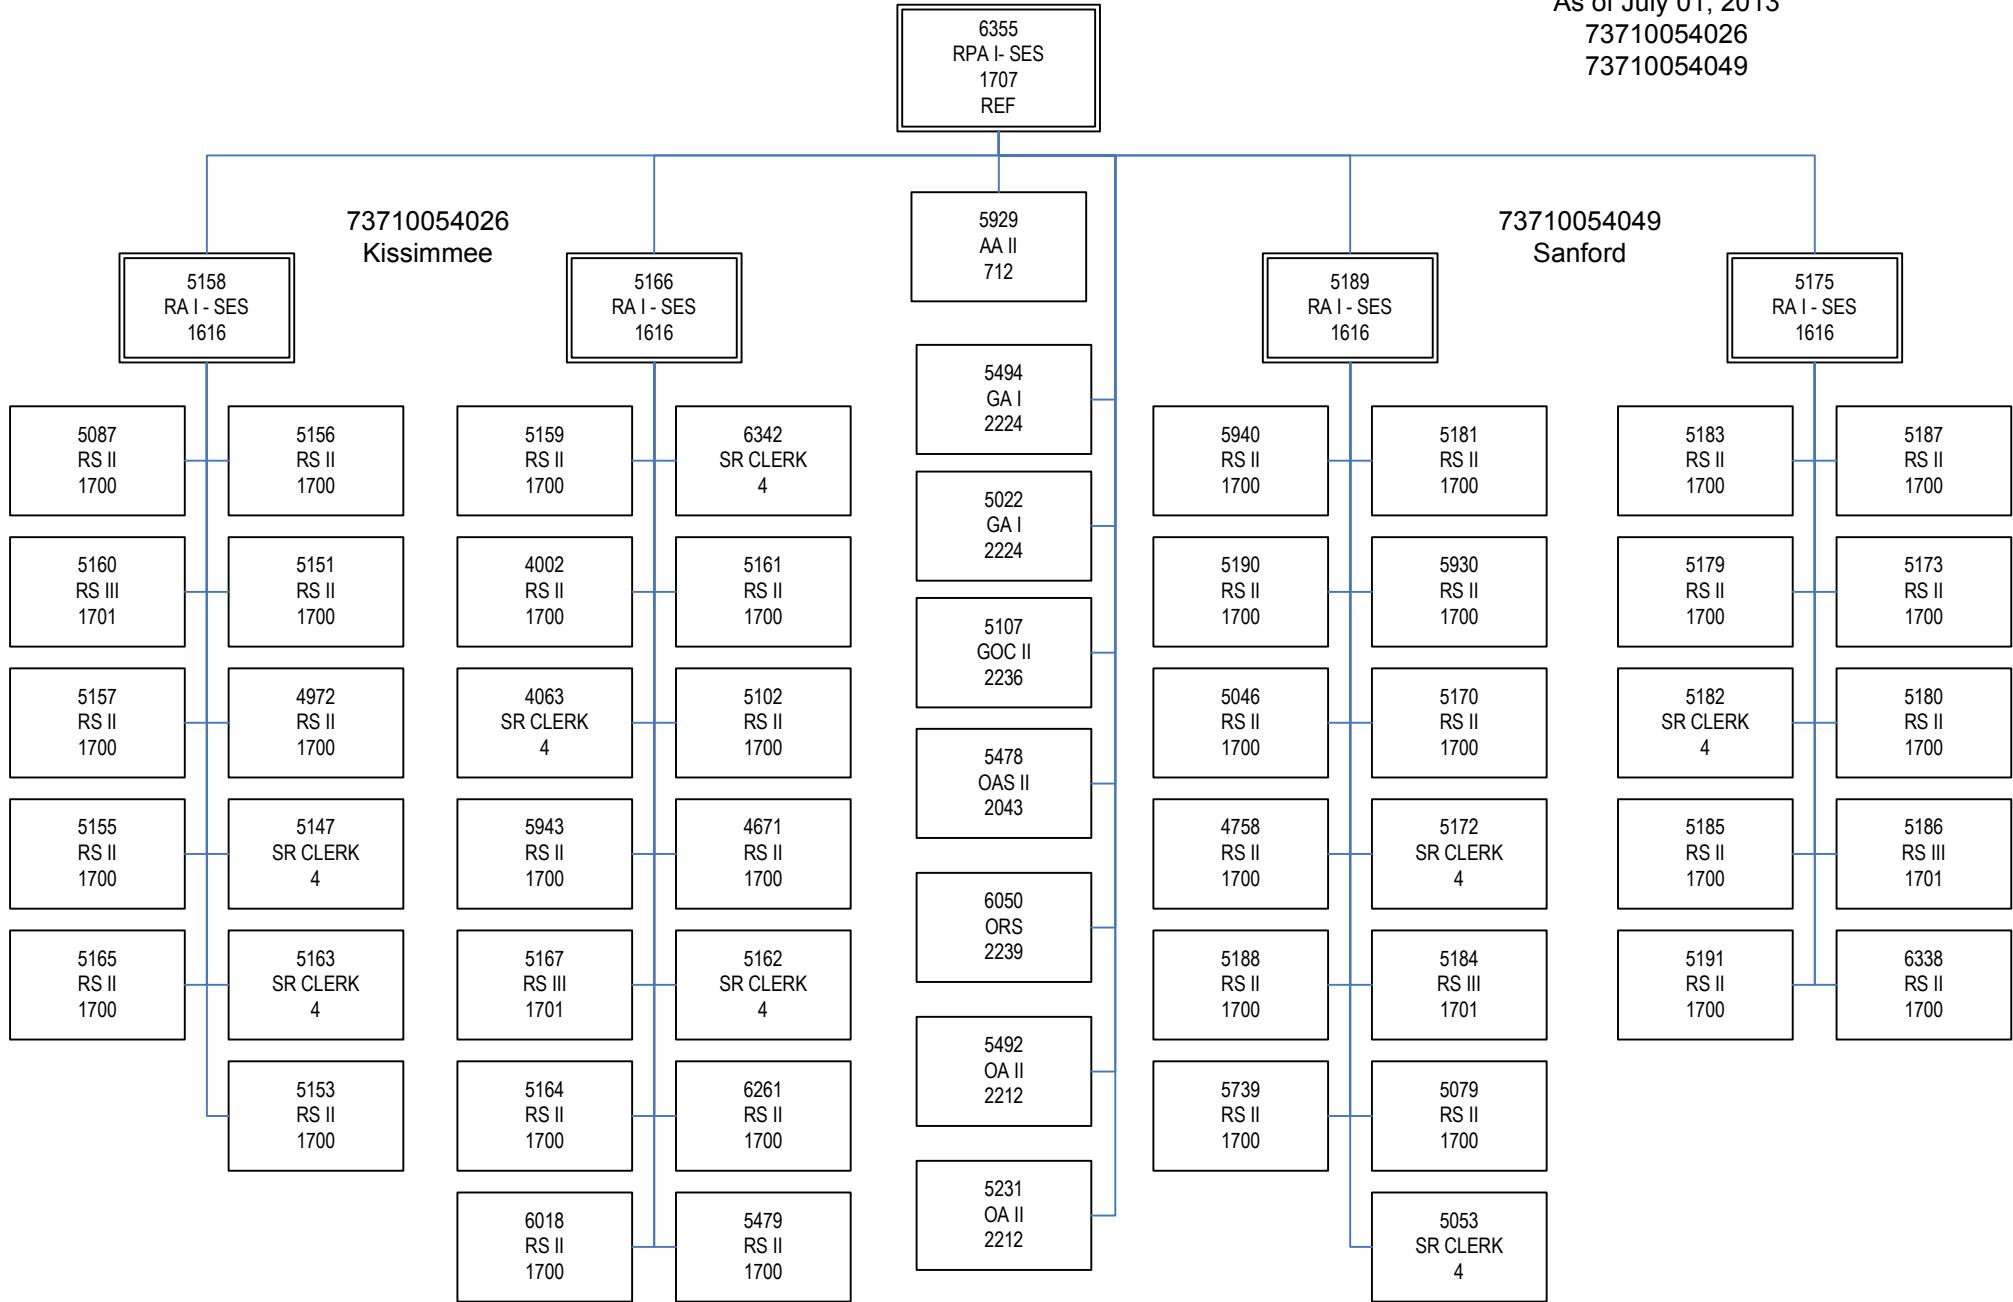 As of July 01, 2013
73710054026
73710054049
6355
RPA I- SES
1707
REF
73710054026
Kissimmee
73710054049
Sanford
5929
AA II
712
5158
RA I - SES
1616
5166
RA I - SES
1616
5189
RA I - SES
1616
5175
RA I - SES
1616
5087
RS II
1700
5156
RS II
1700
5160
RS III
1701
5151
RS II
1700
5157
RS II
1700
4972
RS II
1700
5155
RS II
1700
5147
SR CLERK
4
5165
RS II
1700
5163
SR CLERK
4
5153
RS II
1700
5159
RS II
1700
6342
SR CLERK
4
4002
RS II
1700
5161
RS II
1700
4063
SR CLERK
4
5102
RS II
1700
5943
RS II
1700
4671
RS II
1700
5167
RS III
1701
5162
SR CLERK
4
5164
RS II
1700
6261
RS II
1700
6018
RS II
1700
5479
RS II
1700
5494
GA I
2224
5022
GA I
2224
5107
GOC II
2236
5478
OAS II
2043
6050
ORS
2239
5492
OA II
2212
5231
OA II
2212
5940
RS II
1700
5181
RS II
1700
5190
RS II
1700
5930
RS II
1700
5046
RS II
1700
5170
RS II
1700
4758
RS II
1700
5172
SR CLERK
4
5188
RS II
1700
5184
RS III
1701
5739
RS II
1700
5079
RS II
1700
5053
SR CLERK
4
5183
RS II
1700
5187
RS II
1700
5179
RS II
1700
5173
RS II
1700
5182
SR CLERK
4
5180
RS II
1700
5185
RS II
1700
5186
RS III
1701
5191
RS II
1700
6338
RS II
1700